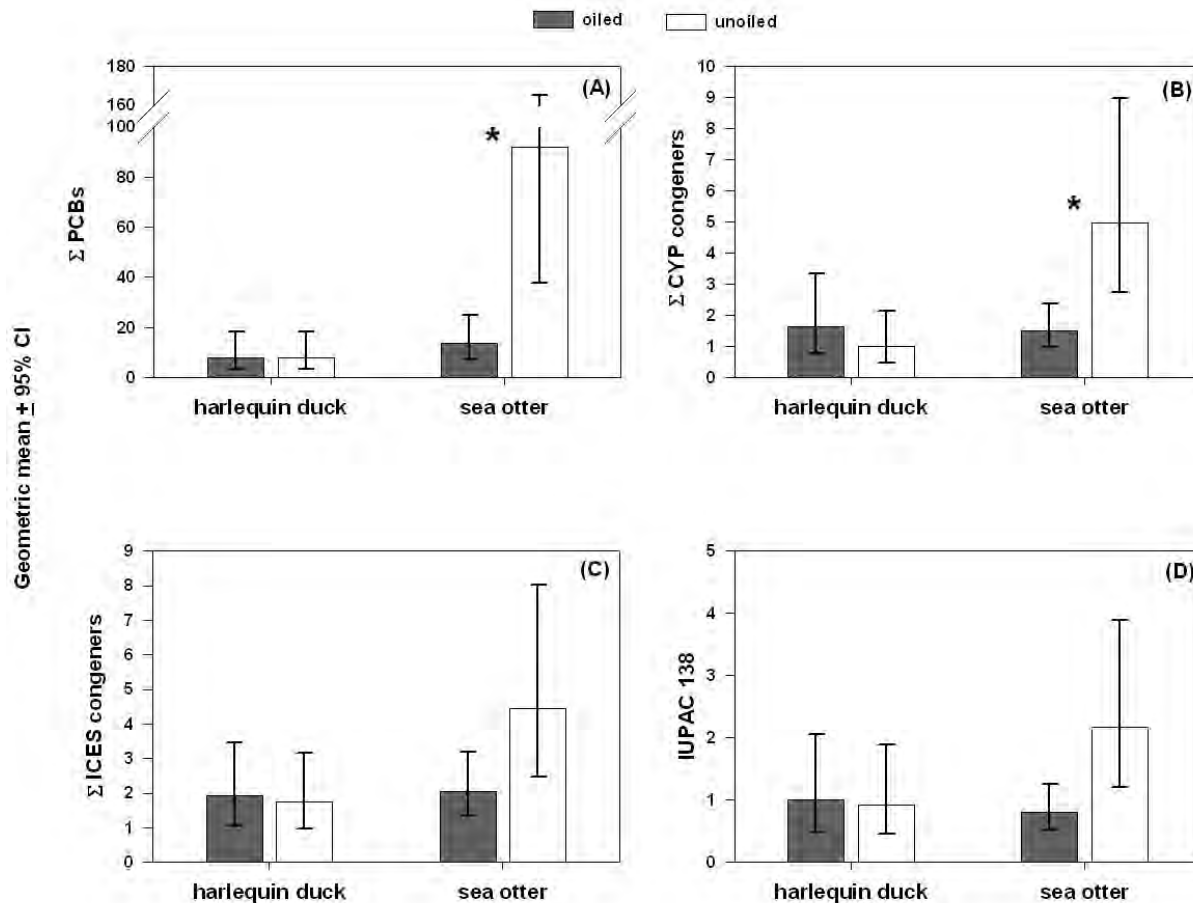 oiled unoiled
Geometric mean ± 95% CI
(A)
Σ PCBs
180
160
100
80
60
40
20
0
*
harlequin duck sea otter
(B)
Σ CYP congeners
10
9
8
7
6
5
4
3
2
1
0
*
harlequin duck sea otter
(C)
Σ ICES congeners
9
8
7
6
5
4
3
2
1
0
harlequin duck sea otter
(D)
IUPAC 138
5
4
3
2
1
0
harlequin duck sea otter